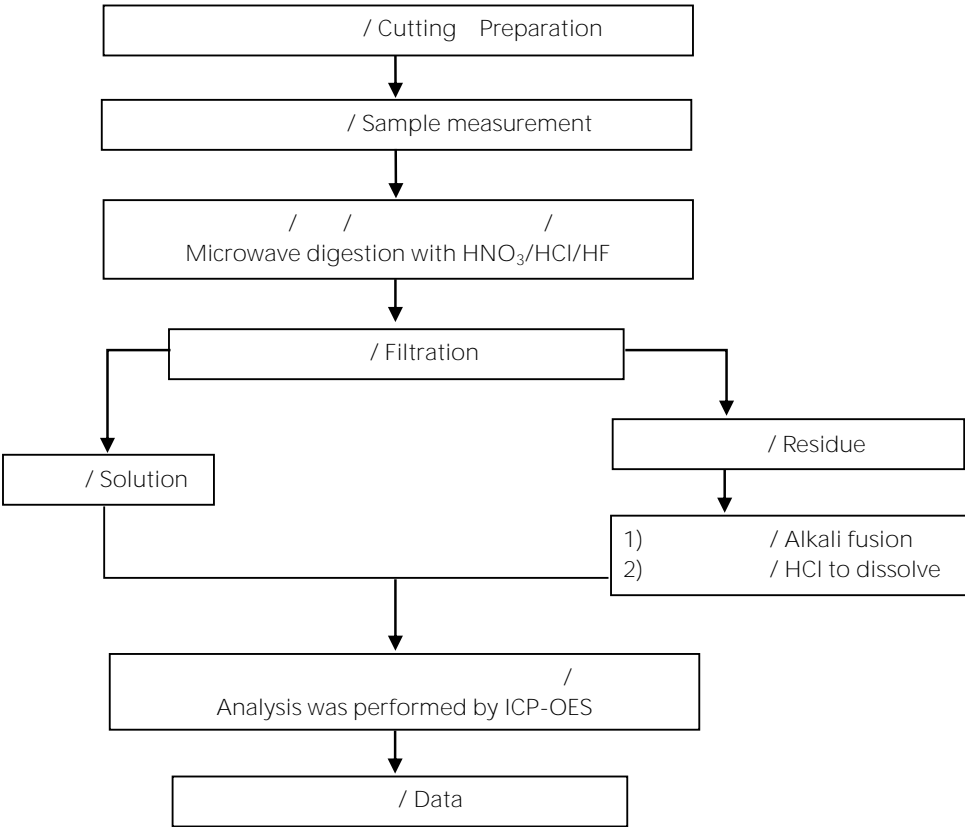 / Cutting Preparation
/ Sample measurement
/ / /
Microwave digestion with HNO₃/HCl/HF
/ Filtration
/ Residue
/ Solution
1) / Alkali fusion
2) / HCl to dissolve
/
Analysis was performed by ICP-OES
/ Data